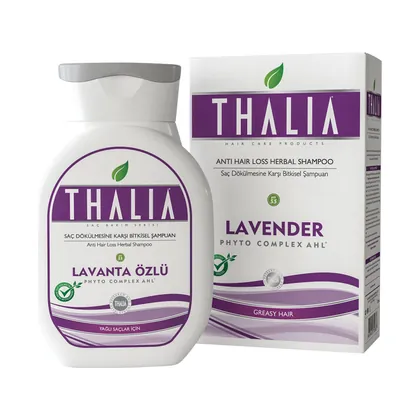 THALIA
SAÇ BAKIM SERİSİ
SAÇ DÖKÜLMESİNE KARŞI BİTKİSEL ŞAMPUAN
Anti Hair Loss Herbal Shampoo
LAVANTA ÖZLÜ
PHYTO COMPLEX AHL
YAĞLI SAÇLAR İÇİN
THALIA
HAIR CARE PRODUCTS
ANTI HAIR LOSS HERBAL SHAMPOO
Saç Dökülmesine Karşı Bitkisel Şampuan
5.5
LAVENDER
PHYTO COMPLEX AHL
GREASY HAIR